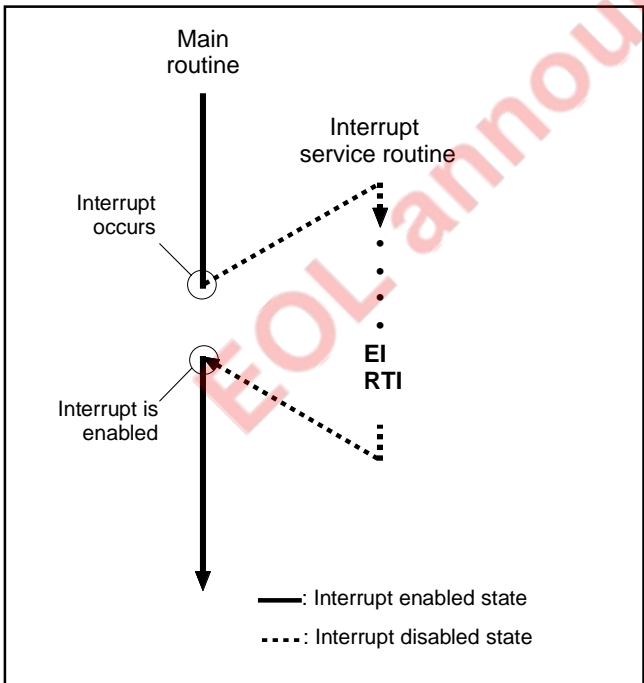 Main
routine
Interrupt
service routine
Interrupt
occurs
EI
RTI
Interrupt is
enabled
: Interrupt enabled state
: Interrupt disabled state
EOL annou